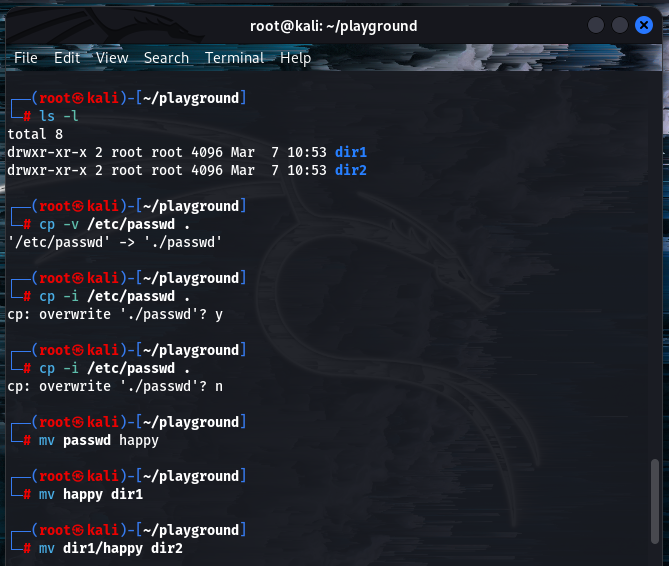 root@kali: ~/playground
File Edit View Search Terminal Help
┌──(root㉿kali)-[~/playground]
└─# ls -l
total 8
drwxr-xr-x 2 root root 4096 Mar  7 10:53 dir1
drwxr-xr-x 2 root root 4096 Mar  7 10:53 dir2
┌──(root㉿kali)-[~/playground]
└─# cp -v /etc/passwd .
'/etc/passwd' -> './passwd'
┌──(root㉿kali)-[~/playground]
└─# cp -i /etc/passwd .
cp: overwrite './passwd'? y
┌──(root㉿kali)-[~/playground]
└─# cp -i /etc/passwd .
cp: overwrite './passwd'? n
┌──(root㉿kali)-[~/playground]
└─# mv passwd happy
┌──(root㉿kali)-[~/playground]
└─# mv happy dir1
┌──(root㉿kali)-[~/playground]
└─# mv dir1/happy dir2